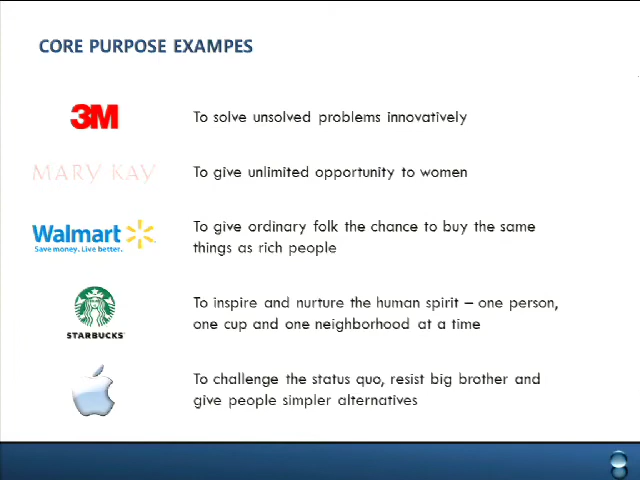 CORE PURPOSE EXAMPES
3M
To solve unsolved problems innovatively
MARY KAY
To give unlimited opportunity to women
Walmart
Save money. Live better.
To give ordinary folk the chance to buy the same
things as rich people
STARBUCKS
To inspire and nurture the human spirit – one person,
one cup and one neighborhood at a time
To challenge the status quo, resist big brother and
give people simpler alternatives